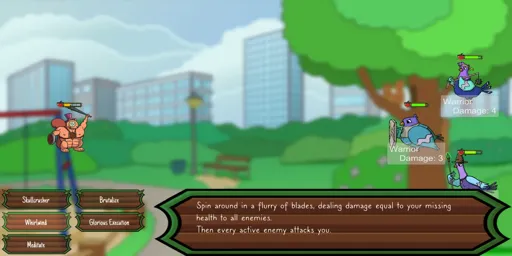 Warrior
Damage: 4
Warrior
Damage: 3
Skullcrusher
Brutalize
Whirlwind
Glorious Execution
Meditate
Spin around in a flurry of blades, dealing damage equal to your missing
health to all enemies.
Then every active enemy attacks you.